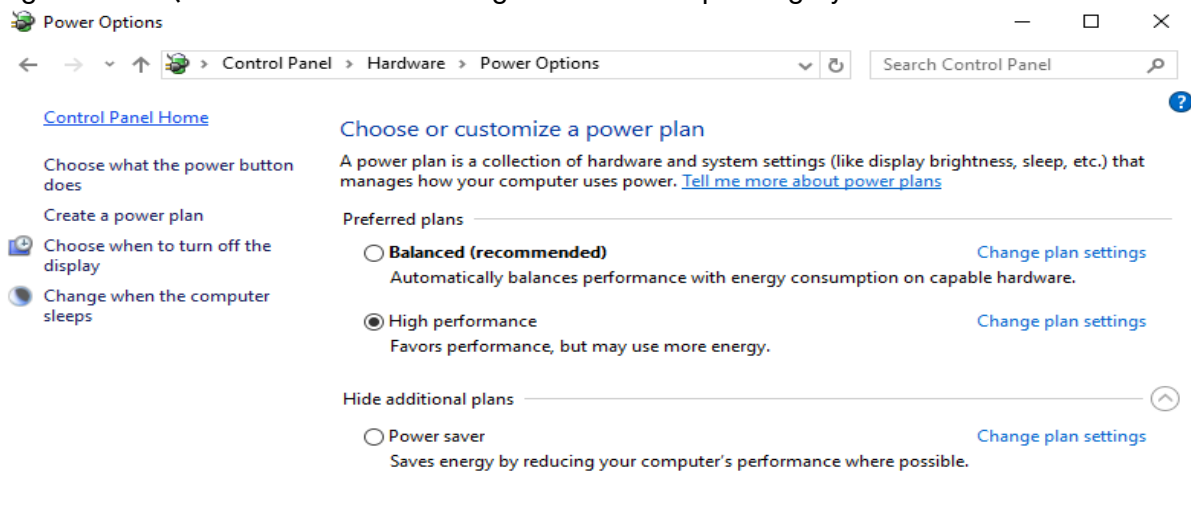 Power Options
Control Panel > Hardware > Power Options
Search Control Panel
?
Control Panel Home
Choose what the power button
does
Create a power plan
Choose when to turn off the
display
Change when the computer
sleeps
Choose or customize a power plan
A power plan is a collection of hardware and system settings (like display brightness, sleep, etc.) that
manages how your computer uses power. Tell me more about power plans
Preferred plans
Balanced (recommended)
Change plan settings
Automatically balances performance with energy consumption on capable hardware.
High performance
Change plan settings
Favors performance, but may use more energy.
Hide additional plans
Power saver
Change plan settings
Saves energy by reducing your computer's performance where possible.